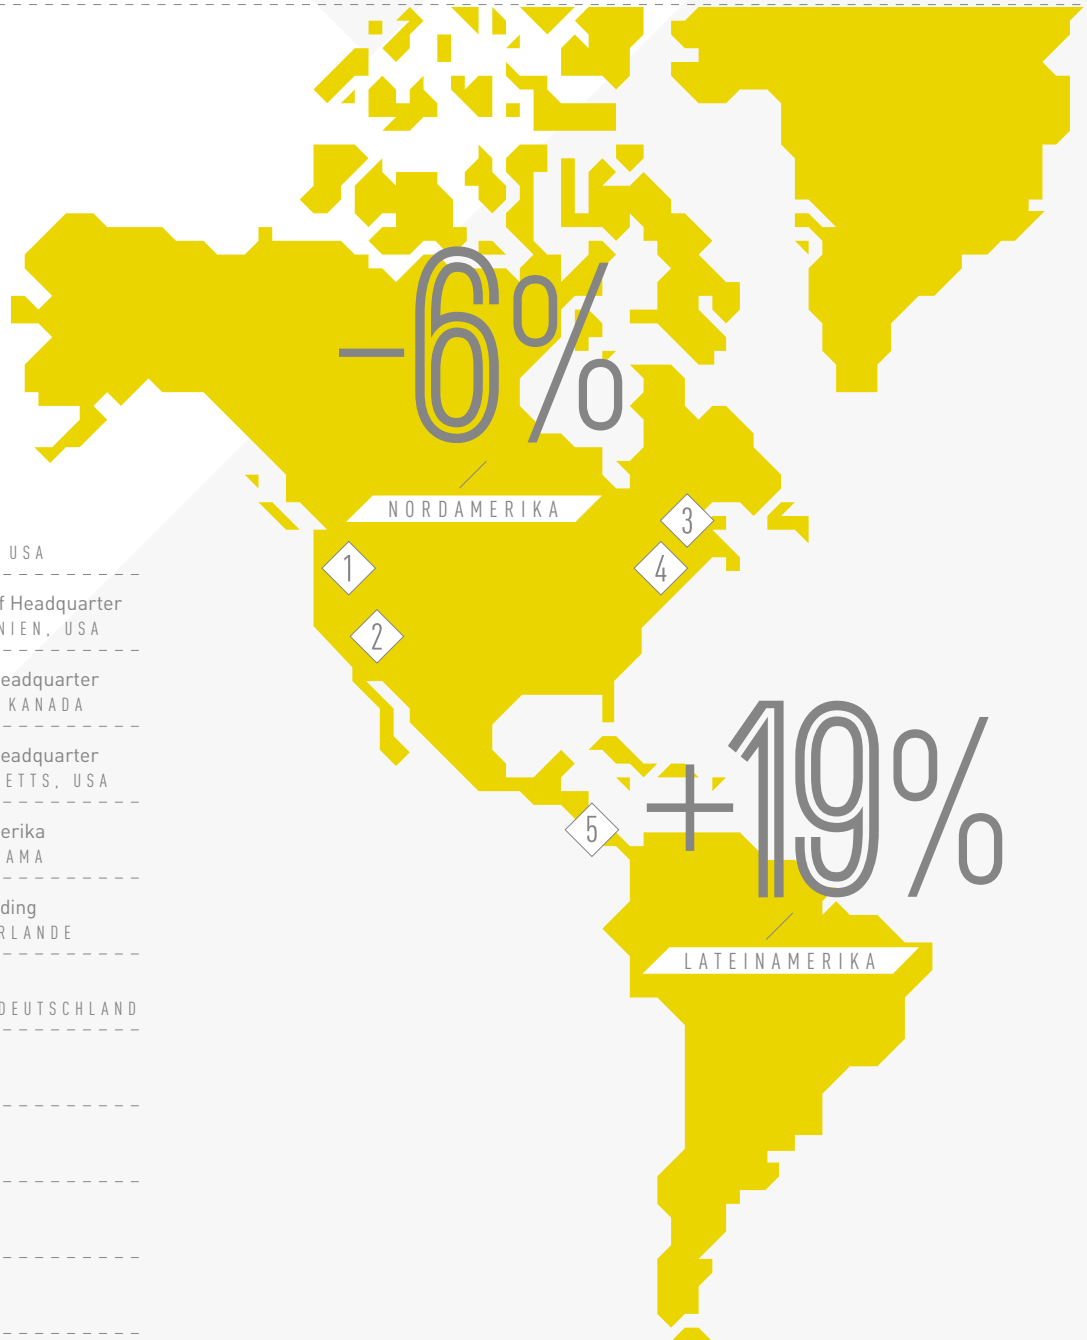 –6%
NORDAMERIKA
3
1
4
2
USA
f Headquarter
NIEN, USA
eadquarter
KANADA
eadquarter
ETTS, USA
+19%
5
erika
AMA
ding
RLANDE
LATEINAMERIKA
DEUTSCHLAND